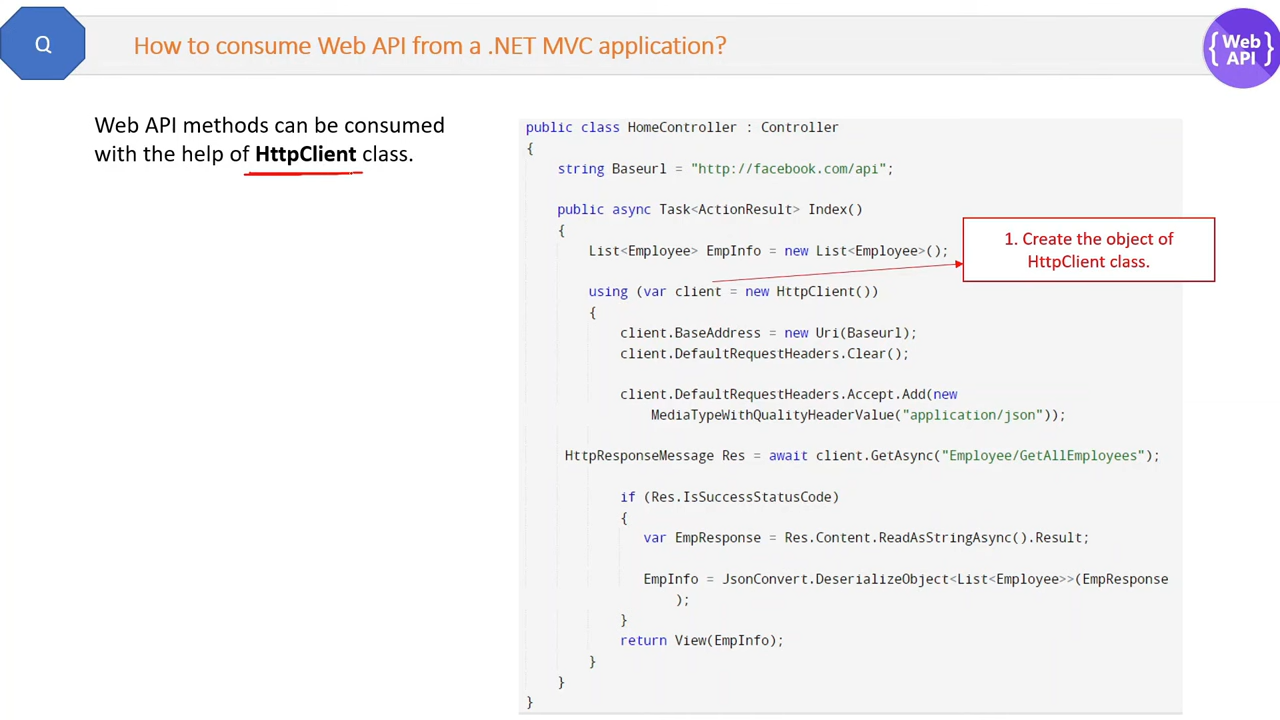 Q
How to consume Web API from a .NET MVC application?
{Web API}
Web API methods can be consumed
with the help of HttpClient class.
public class HomeController : Controller
{
string Baseurl = "http://facebook.com/api";
public async Task<ActionResult> Index()
{
List<Employee> EmpInfo = new List<Employee>();
1. Create the object of
HttpClient class.
using (var client = new HttpClient())
{
client.BaseAddress = new Uri(Baseurl);
client.DefaultRequestHeaders.Clear();
client.DefaultRequestHeaders.Accept.Add(new
MediaTypeWithQualityHeaderValue("application/json"));
HttpResponseMessage Res = await client.GetAsync("Employee/GetAllEmployees");
if (Res.IsSuccessStatusCode)
{
var EmpResponse = Res.Content.ReadAsStringAsync().Result;
EmpInfo = JsonConvert.DeserializeObject<List<Employee>>(EmpResponse
);
}
return View(EmpInfo);
}
}
}